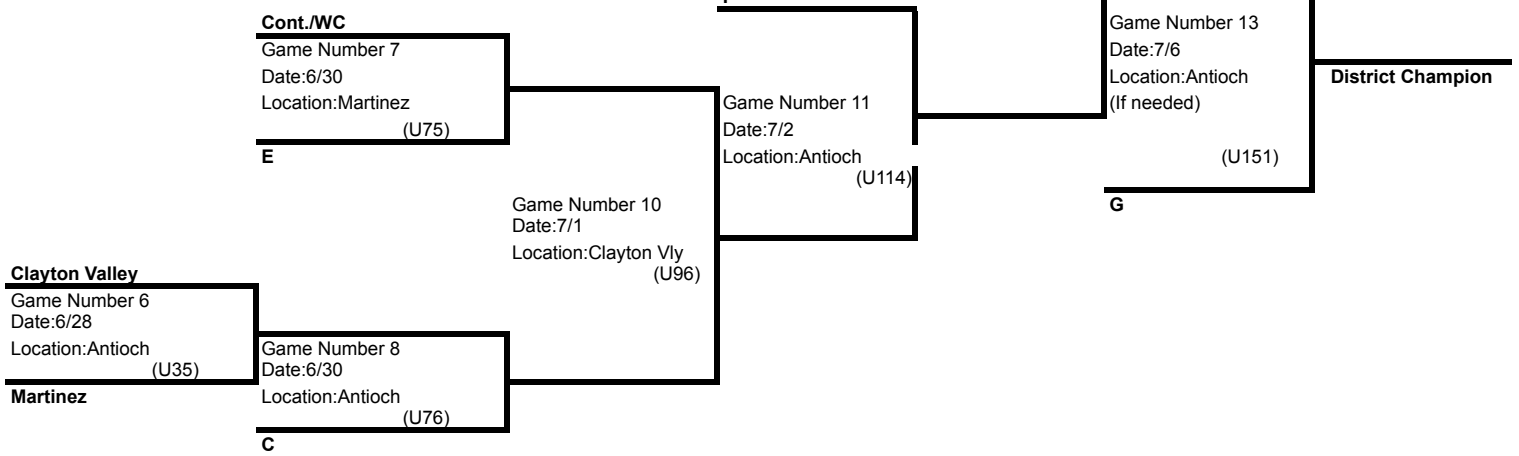 Cont./WC
Game Number 7
Date:6/30
Location:Martinez
(U75)
E
Clayton Valley
Game Number 6
Date:6/28
Location:Antioch
(U35)
Martinez
Game Number 8
Date:6/30
Location:Antioch
(U76)
C
Game Number 10
Date:7/1
Location:Clayton Vly
(U96)
Game Number 11
Date:7/2
Location:Antioch
(U114)
Game Number 13
Date:7/6
Location:Antioch
(If needed)
(U151)
G
District Champion